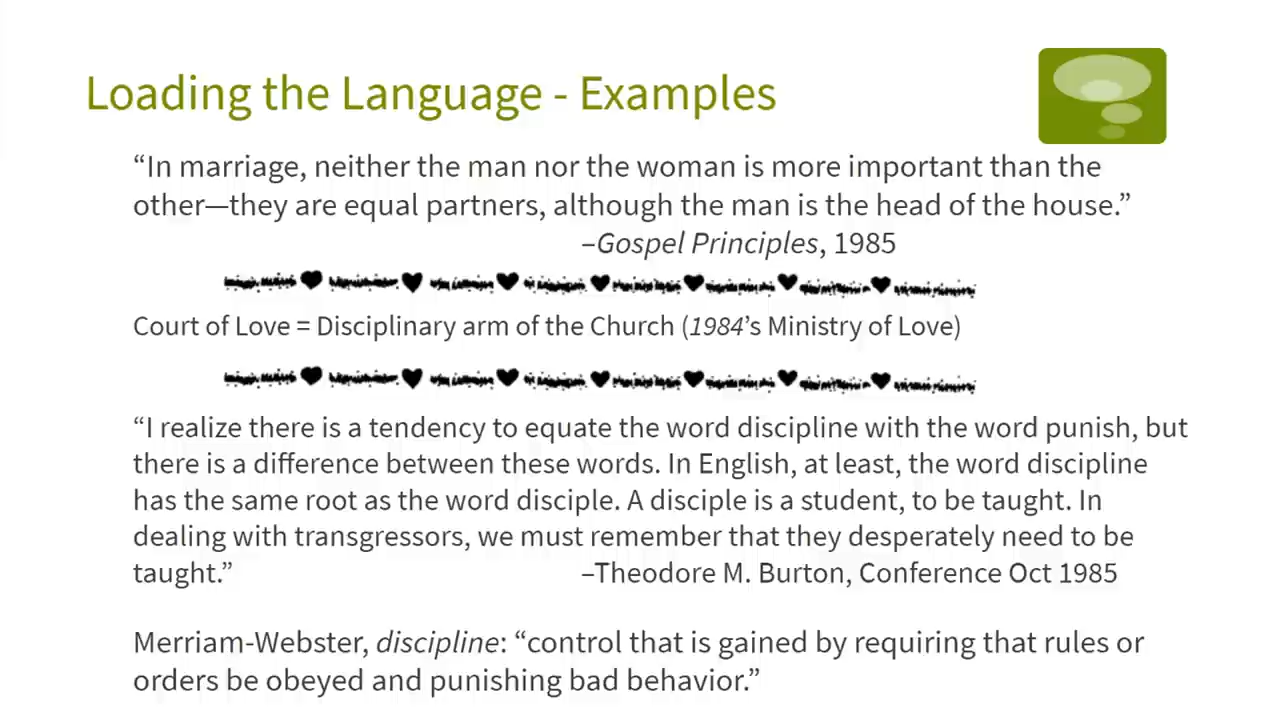 Loading the Language - Examples
“In marriage, neither the man nor the woman is more important than the
other—they are equal partners, although the man is the head of the house.”
–Gospel Principles, 1985
Court of Love = Disciplinary arm of the Church (1984’s Ministry of Love)
“I realize there is a tendency to equate the word discipline with the word punish, but
there is a difference between these words. In English, at least, the word discipline
has the same root as the word disciple. A disciple is a student, to be taught. In
dealing with transgressors, we must remember that they desperately need to be
taught.” –Theodore M. Burton, Conference Oct 1985
Merriam-Webster, discipline: “control that is gained by requiring that rules or
orders be obeyed and punishing bad behavior.”